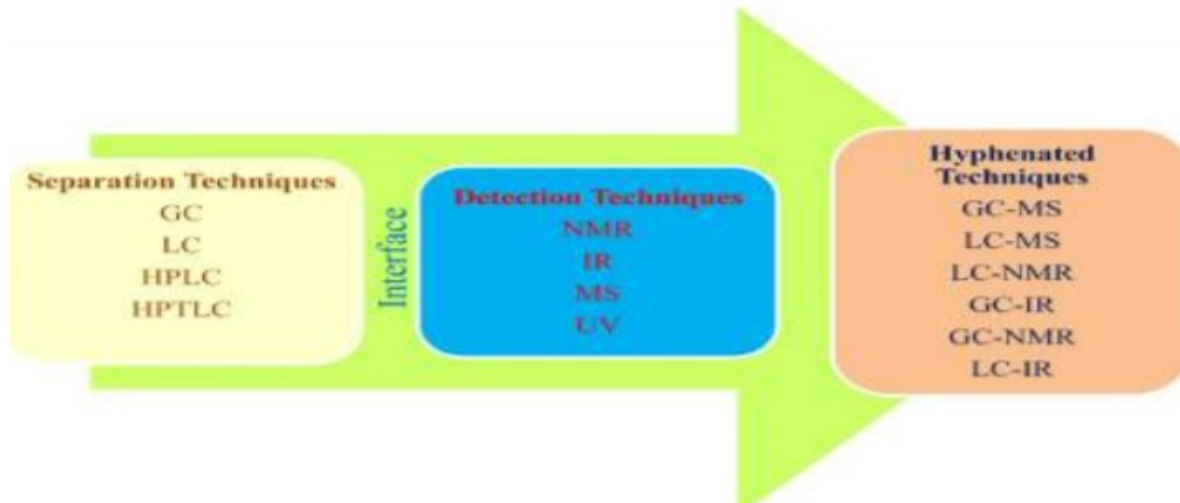 Separation Techniques
GC
LC
HPLC
HPTLC
Interface
Detection Techniques
NMR
IR
MS
UV
Hyphenated
Techniques
GC-MS
LC-MS
LC-NMR
GC-IR
GC-NMR
LC-IR